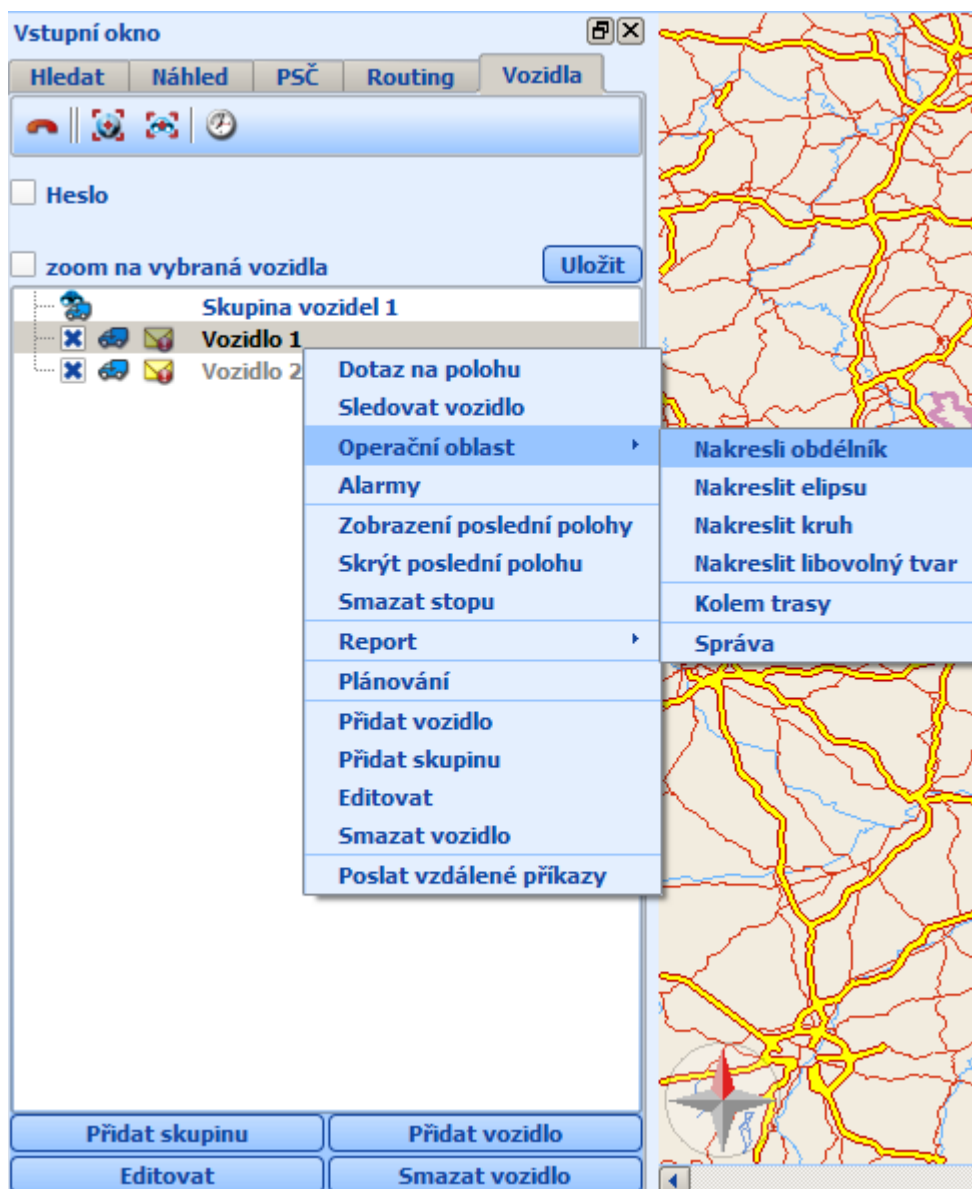 Vstupní okno
Hledat Náhled PSČ Routing Vozidla
Heslo
zoom na vybraná vozidla Uložit
Skupina vozidel 1
Vozidlo 1
Vozidlo 2
Dotaz na polohu
Sledovat vozidlo
Operační oblast
Alarmy
Zobrazení poslední polohy
Skrýt poslední polohu
Smazat stopu
Report
Plánování
Přidat vozidlo
Přidat skupinu
Editovat
Smazat vozidlo
Poslat vzdálené příkazy
Nakresli obdélník
Nakreslit elipsu
Nakreslit kruh
Nakreslit libovolný tvar
Kolem trasy
Správa
Přidat skupinu Přidat vozidlo
Editovat Smazat vozidlo